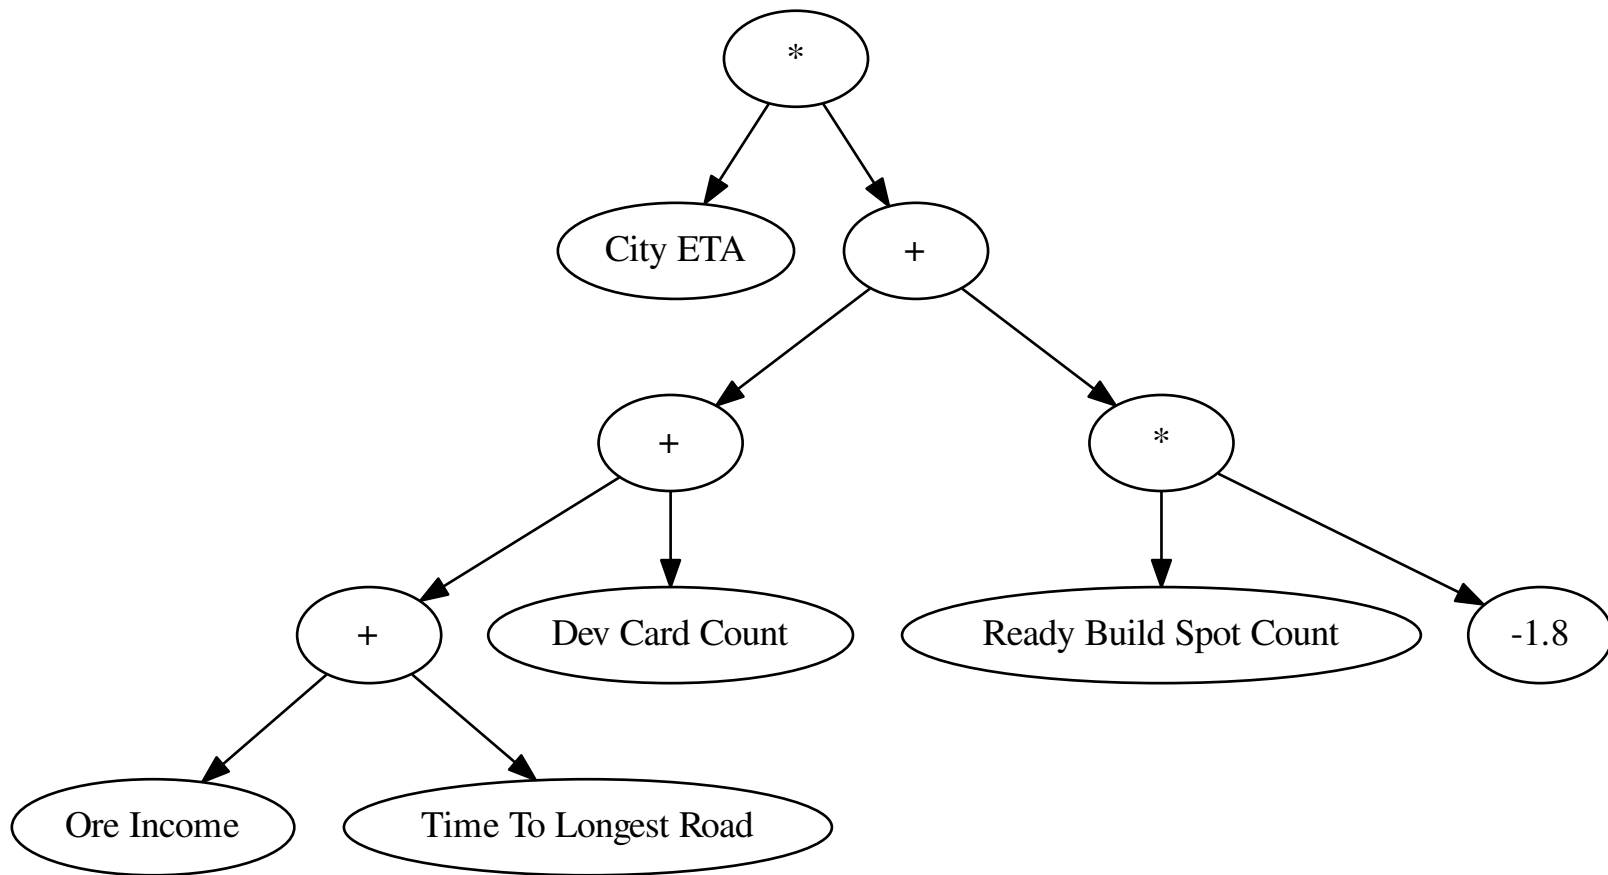 *
City ETA
+
+
*
+
Dev Card Count
Ready Build Spot Count
-1.8
Ore Income
Time To Longest Road